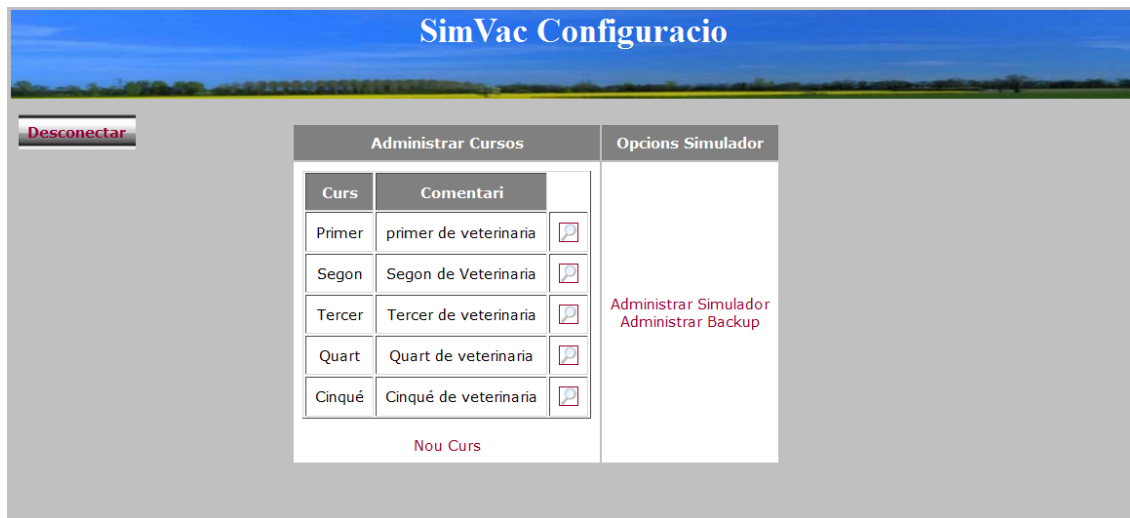 SimVac Configuracio
Desconectar
Administrar Cursos
Opcions Simulador
Curs Comentari
Primer primer de veterinaria
Segon Segon de Veterinaria
Tercer Tercer de veterinaria
Quart Quart de veterinaria
Cinqué Cinqué de veterinaria
Nou Curs
Administrar Simulador
Administrar Backup